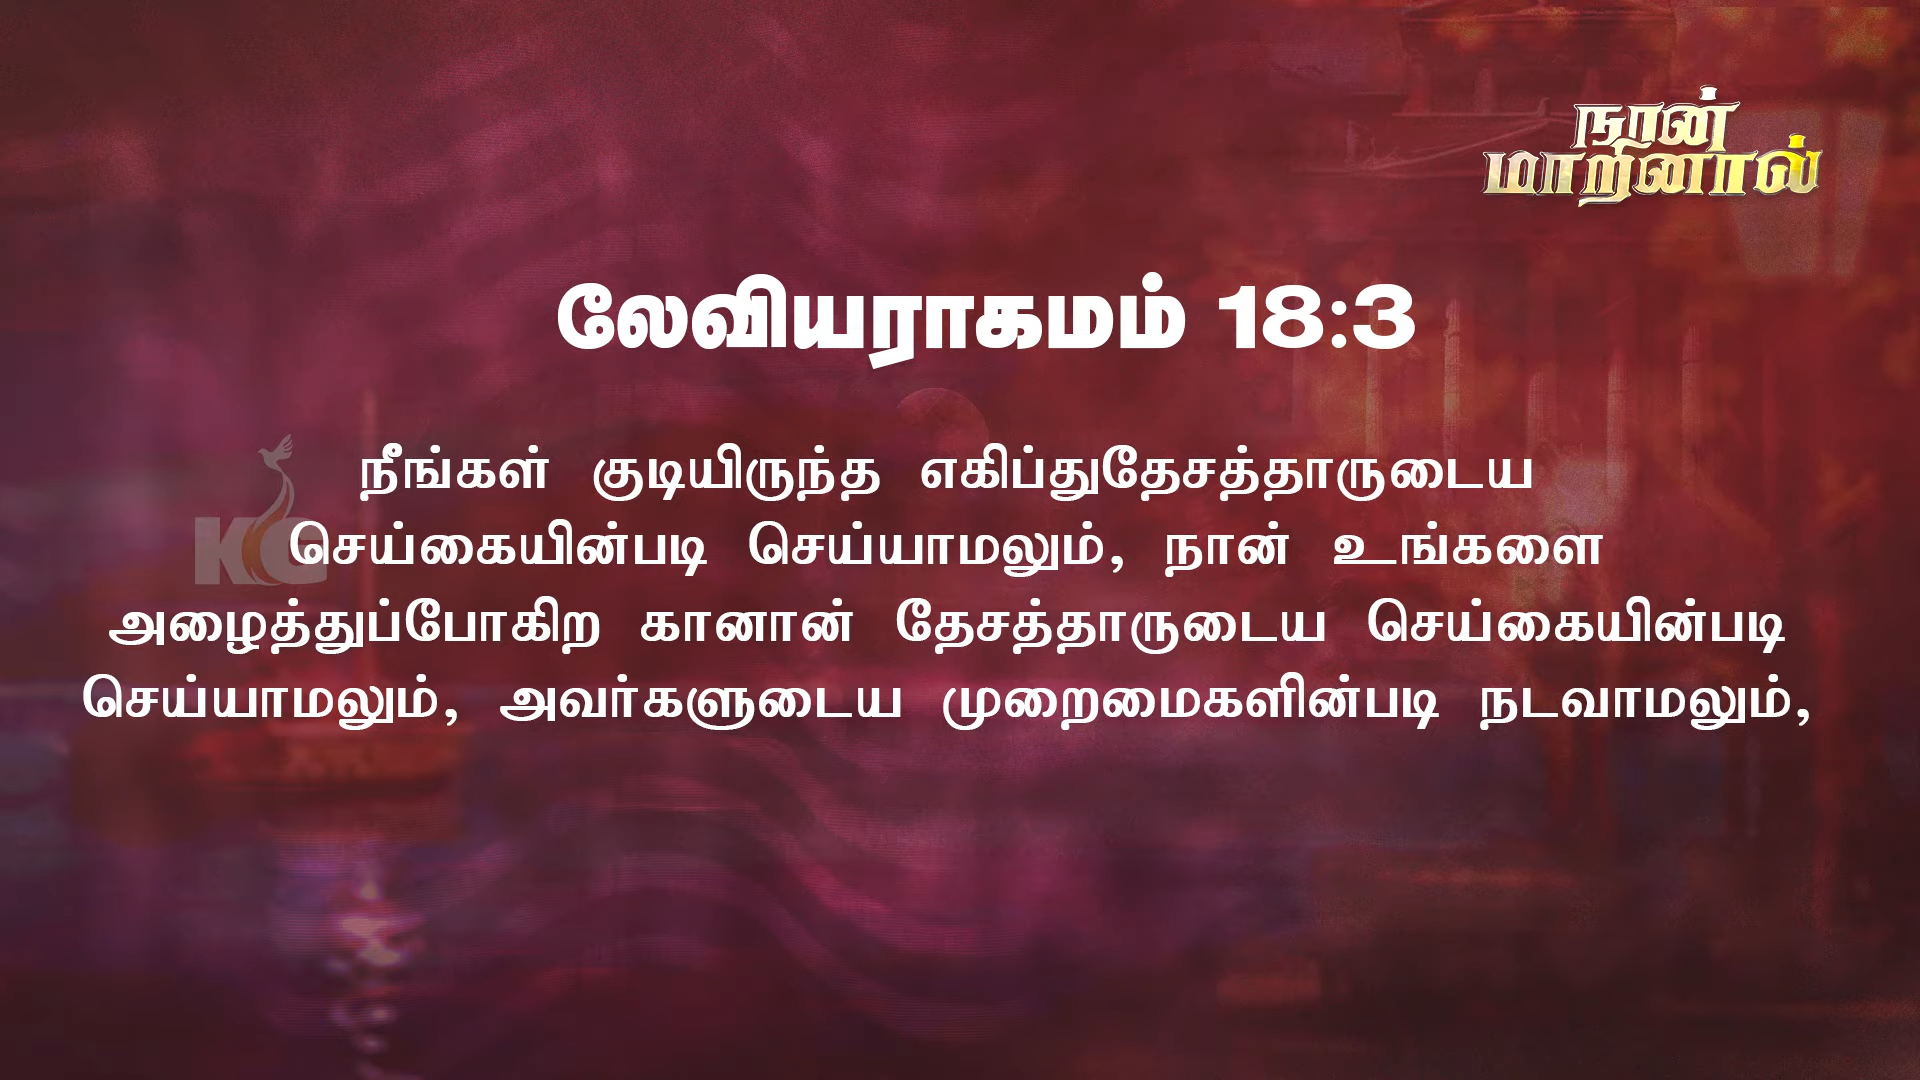 நான்
மாறினால்
லேவியராகமம் 18:3
நீங்கள் குடியிருந்த எகிப்துதேசத்தாருடைய
செய்கையின்படி செய்யாமலும், நான் உங்களை
அழைத்துப்போகிற கானான் தேசத்தாருடைய செய்கையின்படி
செய்யாமலும், அவர்களுடைய முறைமைகளின்படி நடவாமலும்,
KG